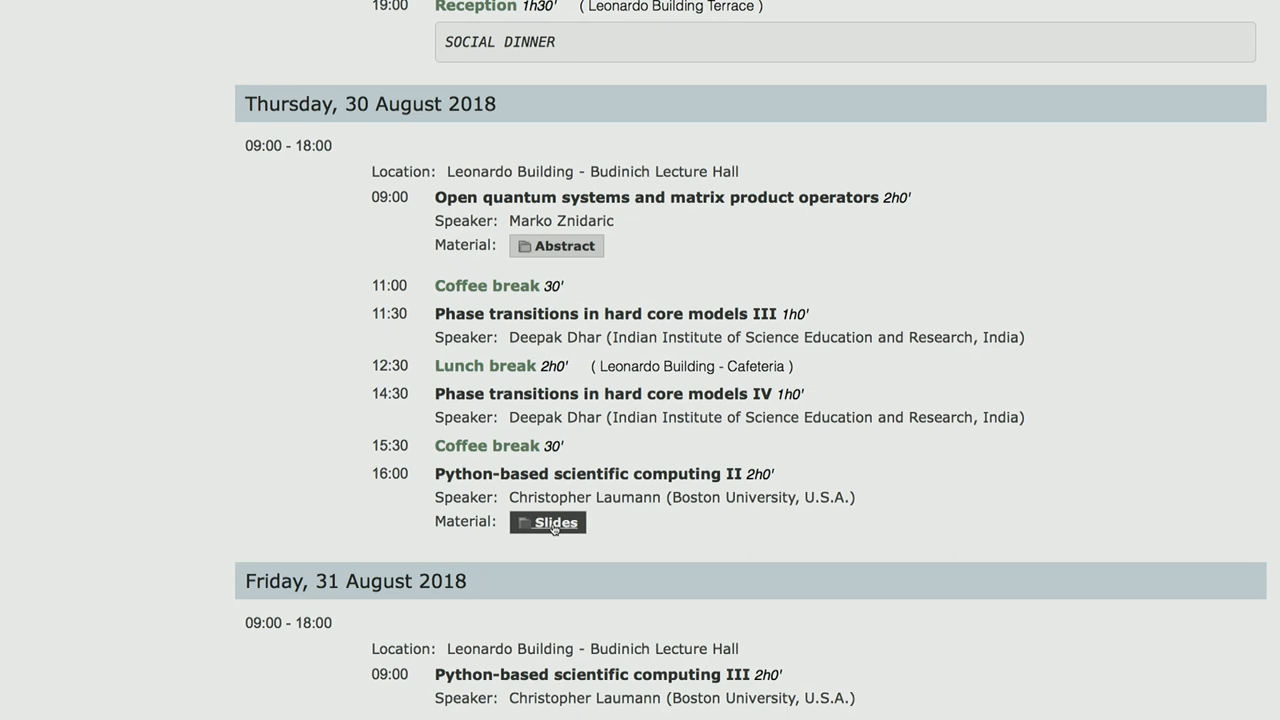 19:00 Reception 1h30' ( Leonardo Building Terrace )
SOCIAL DINNER
Thursday, 30 August 2018
09:00 - 18:00
Location: Leonardo Building - Budinich Lecture Hall
09:00 Open quantum systems and matrix product operators 2h0'
Speaker: Marko Znidaric
Material: Abstract
11:00 Coffee break 30'
11:30 Phase transitions in hard core models III 1h0'
Speaker: Deepak Dhar (Indian Institute of Science Education and Research, India)
12:30 Lunch break 2h0' ( Leonardo Building - Cafeteria )
14:30 Phase transitions in hard core models IV 1h0'
Speaker: Deepak Dhar (Indian Institute of Science Education and Research, India)
15:30 Coffee break 30'
16:00 Python-based scientific computing II 2h0'
Speaker: Christopher Laumann (Boston University, U.S.A.)
Material: Slides
Friday, 31 August 2018
09:00 - 18:00
Location: Leonardo Building - Budinich Lecture Hall
09:00 Python-based scientific computing III 2h0'
Speaker: Christopher Laumann (Boston University, U.S.A.)